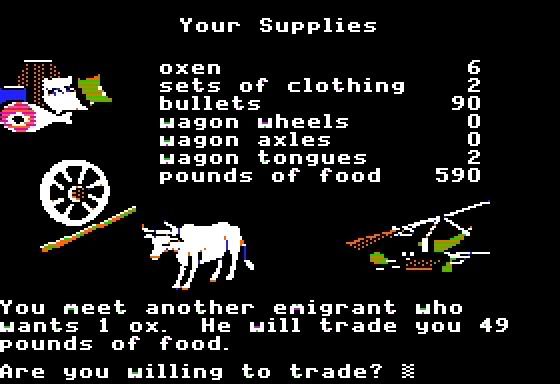 Your Supplies
oxen 6
sets of clothing 2
bullets 90
wagon wheels 0
wagon axles 0
wagon tongues 2
pounds of food 590
You meet another emigrant who
wants 1 ox. He will trade you 49
pounds of food.
Are you willing to trade?